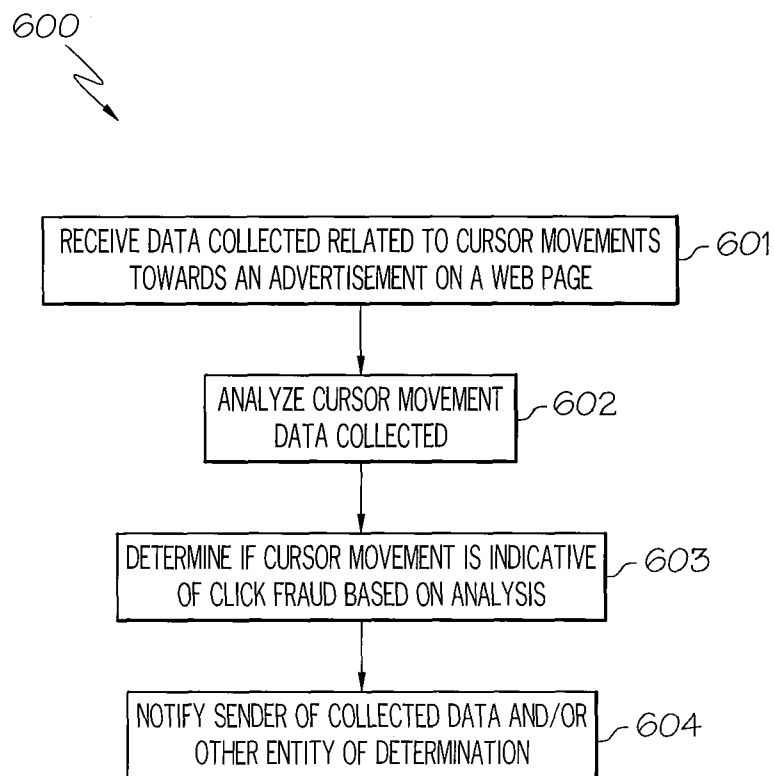 600
RECEIVE DATA COLLECTED RELATED TO CURSOR MOVEMENTS
TOWARDS AN ADVERTISEMENT ON A WEB PAGE
601
ANALYZE CURSOR MOVEMENT
DATA COLLECTED
602
DETERMINE IF CURSOR MOVEMENT IS INDICATIVE
OF CLICK FRAUD BASED ON ANALYSIS
603
NOTIFY SENDER OF COLLECTED DATA AND/OR
OTHER ENTITY OF DETERMINATION
604